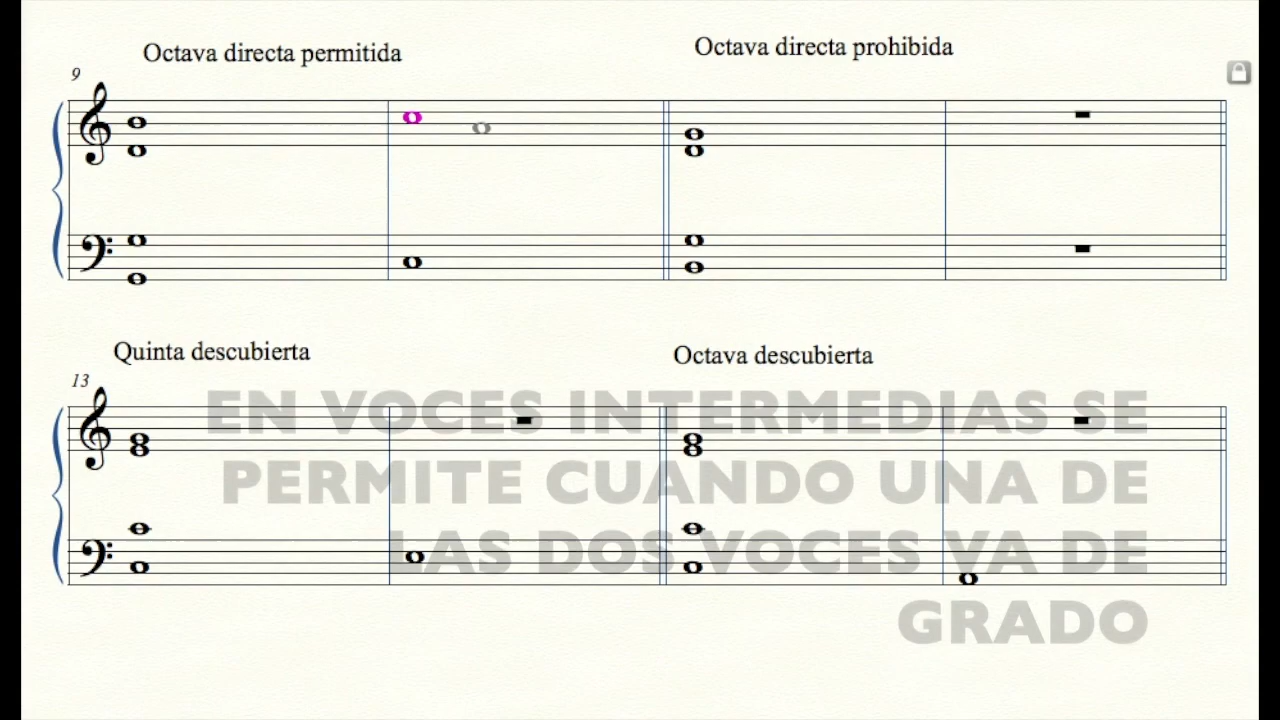 Octava directa permitida
Octava directa prohibida
9
Quinta descubierta
Octava descubierta
13
EN VOCES INTERMEDIAS SE
PERMITE CUANDO UNA DE
LAS DOS VOCES VA DE
GRADO